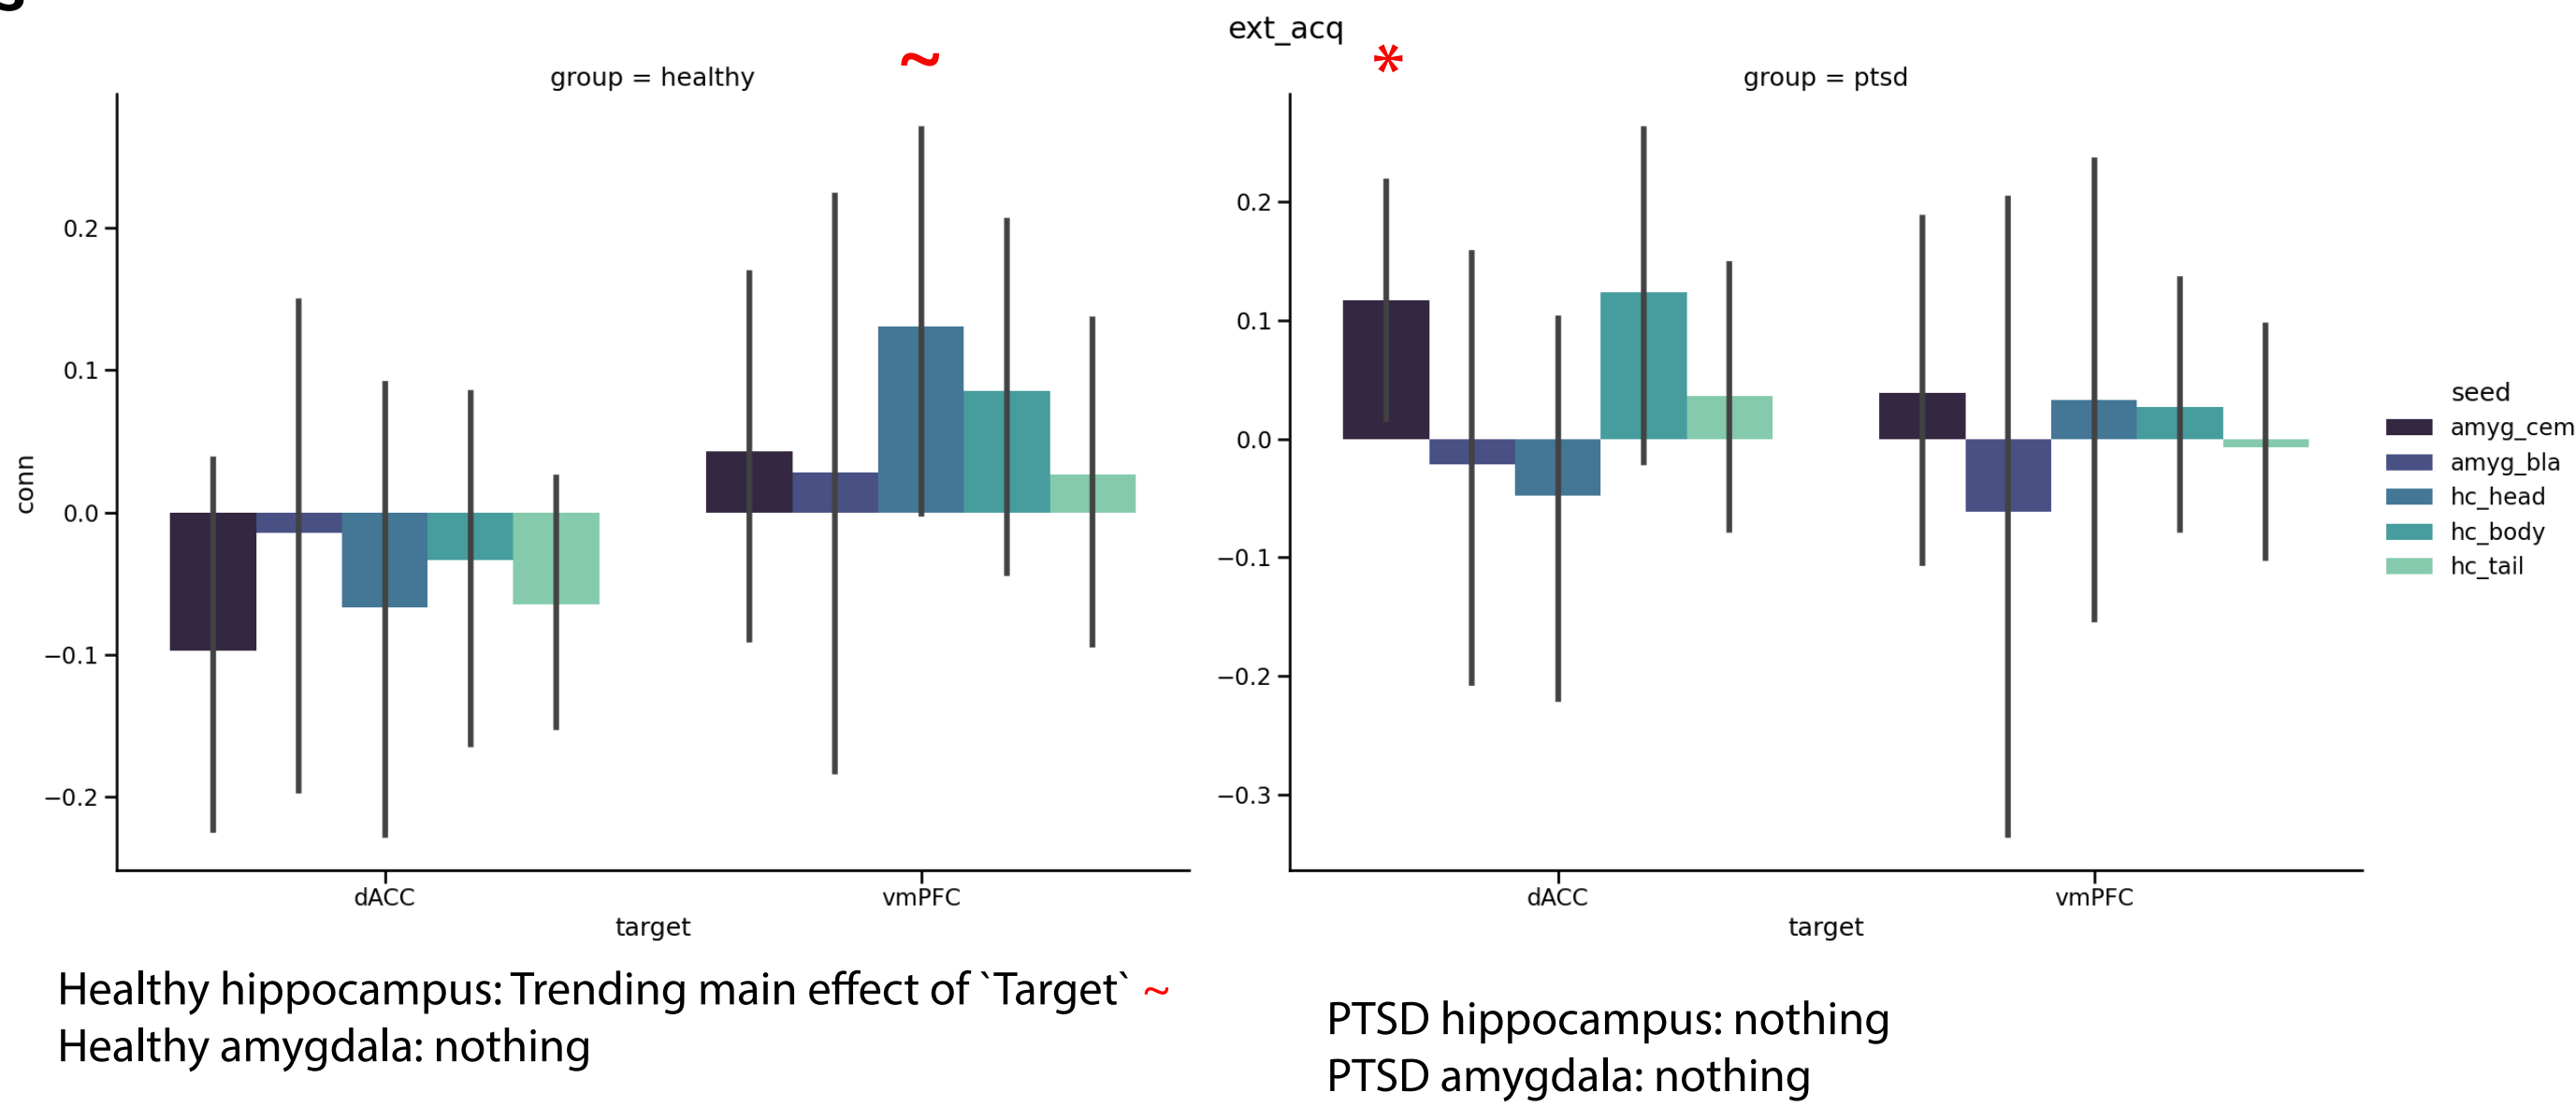 ext_acq
group = healthy
~
*
group = ptsd
conn
0.2
0.1
0.0
−0.1
−0.2
dACC
vmPFC
target
0.2
0.1
0.0
−0.1
−0.2
−0.3
dACC
vmPFC
target
seed
amyg_cem
amyg_bla
hc_head
hc_body
hc_tail
Healthy hippocampus: Trending main effect of `Target` ~
Healthy amygdala: nothing
PTSD hippocampus: nothing
PTSD amygdala: nothing